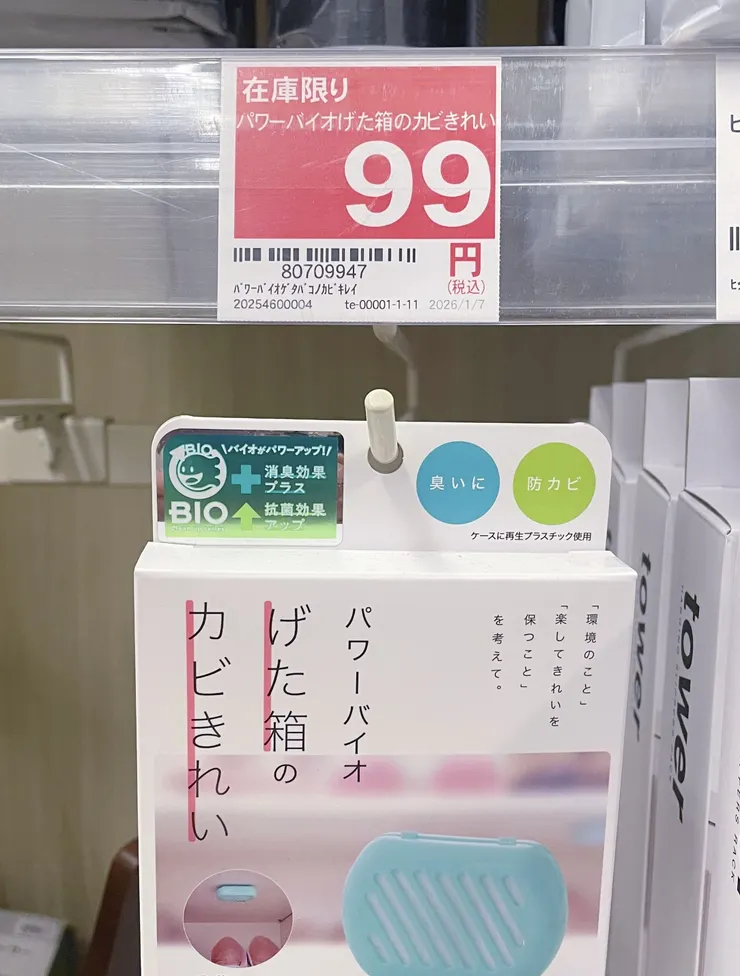 在庫限り
パワーバイオげた箱のカビきれい
99
円
(税込)
80709947
パワーバイオゲタバコノカビキレイ
20254600004 te-00001-1-11 2026/1/7
BIO
バイオがパワーアップ!
消臭効果
プラス
BIO
抗菌効果
アップ
臭いに
防カビ
ケースに再生プラスチック使用
「環境のこと」
「楽してきれいを
保つこと」
を考えて。
パワーバイオ
げた箱の
カビきれい
tower
tower